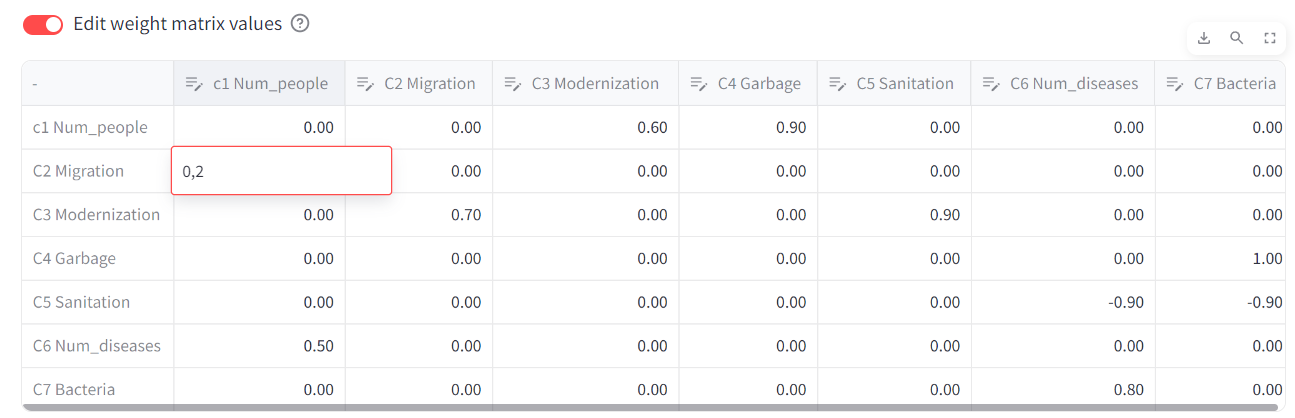 Edit weight matrix values
- c1 Num_people C2 Migration C3 Modernization C4 Garbage C5 Sanitation C6 Num_diseases C7 Bacteria
c1 Num_people 0.00 0.00 0.60 0.90 0.00 0.00 0.00
C2 Migration 0,2 0.00 0.00 0.00 0.00 0.00 0.00
C3 Modernization 0.00 0.70 0.00 0.00 0.90 0.00 0.00
C4 Garbage 0.00 0.00 0.00 0.00 0.00 0.00 1.00
C5 Sanitation 0.00 0.00 0.00 0.00 0.00 -0.90 -0.90
C6 Num_diseases 0.50 0.00 0.00 0.00 0.00 0.00 0.00
C7 Bacteria 0.00 0.00 0.00 0.00 0.00 0.80 0.00